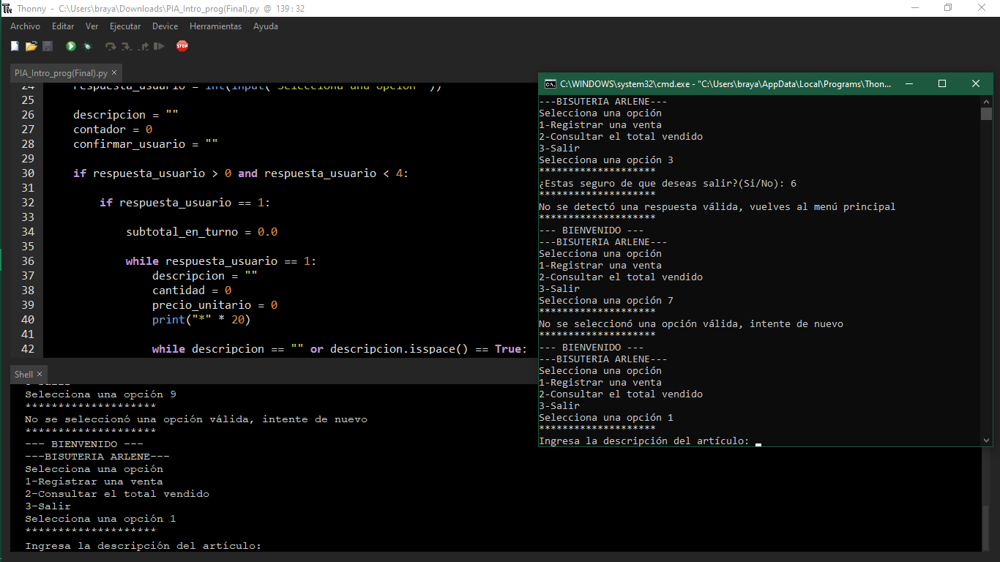 Thonny - C:\Users\braya\Downloads\PIA_Intro_prog(Final).py @ 139 : 32
Archivo Editar Ver Ejecutar Device Herramientas Ayuda
STOP
PIA_Intro_prog(Final).py ×
24 respuesta_usuario = int(input("Selecciona una opción "))
25
26 descripcion = ""
27 contador = 0
28 confirmar_usuario = ""
29
30 if respuesta_usuario > 0 and respuesta_usuario < 4:
31
32 if respuesta_usuario == 1:
33
34 subtotal_en_turno = 0.0
35
36 while respuesta_usuario == 1:
37 descripcion = ""
38 cantidad = 0
39 precio_unitario = 0
40 print("*" * 20)
41
42 while descripcion == "" or descripcion.isspace() == True:
Shell ×
3-Salir
Selecciona una opción 9
********************
No se seleccionó una opción válida, intente de nuevo
********************
--- BIENVENIDO ---
---BISUTERIA ARLENE---
Selecciona una opción
1-Registrar una venta
2-Consultar el total vendido
3-Salir
Selecciona una opción 1
********************
Ingresa la descripción del artículo:
C:\WINDOWS\system32\cmd.exe - "C:\Users\braya\AppData\Local\Programs\Thonn...
---BISUTERIA ARLENE---
Selecciona una opción
1-Registrar una venta
2-Consultar el total vendido
3-Salir
Selecciona una opción 3
********************
¿Estas seguro de que deseas salir?(Si/No): 6
********************
No se detectó una respuesta válida, vuelves al menú principal
********************
--- BIENVENIDO ---
---BISUTERIA ARLENE---
Selecciona una opción
1-Registrar una venta
2-Consultar el total vendido
3-Salir
Selecciona una opción 7
********************
No se seleccionó una opción válida, intente de nuevo
********************
--- BIENVENIDO ---
---BISUTERIA ARLENE---
Selecciona una opción
1-Registrar una venta
2-Consultar el total vendido
3-Salir
Selecciona una opción 1
********************
Ingresa la descripción del artículo: